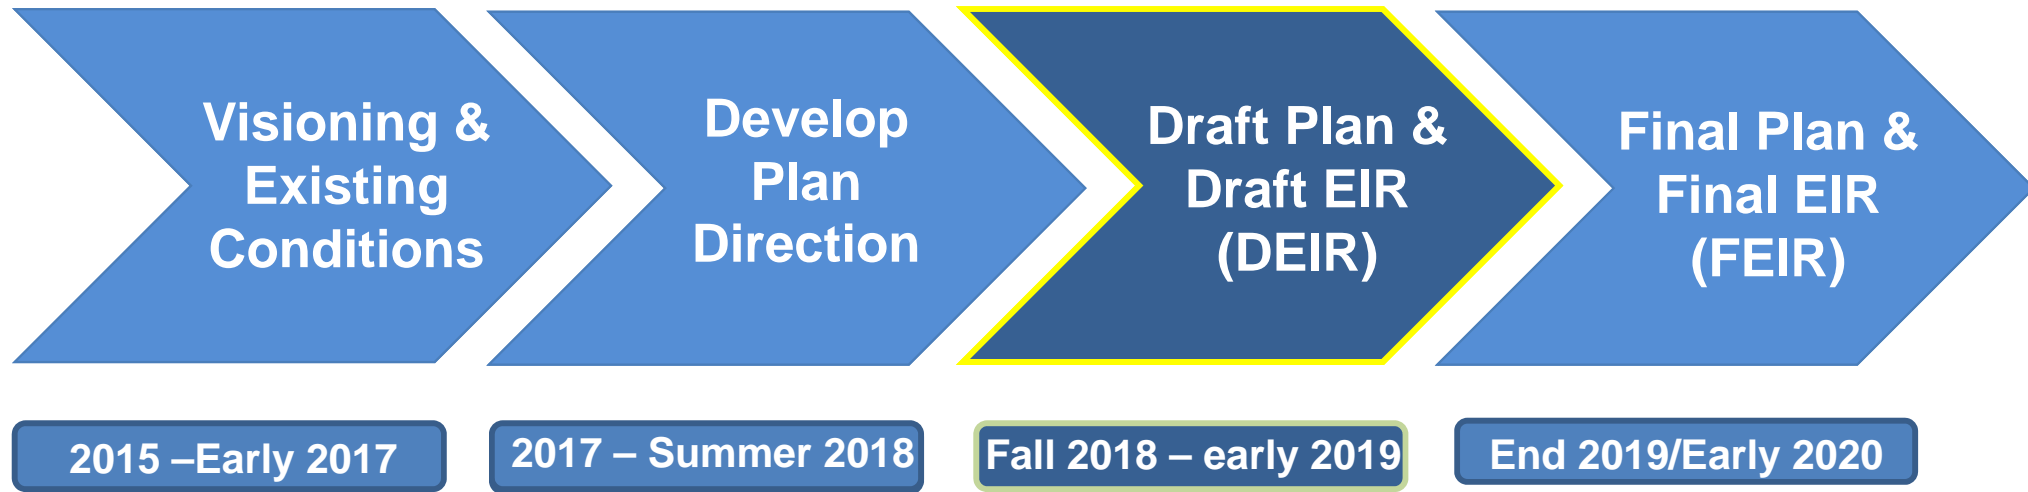 Visioning &
Existing
Conditions
Develop
Plan
Direction
Draft Plan &
Draft EIR
(DEIR)
Final Plan &
Final EIR
(FEIR)
2015 –Early 2017
2017 – Summer 2018
Fall 2018 – early 2019
End 2019/Early 2020